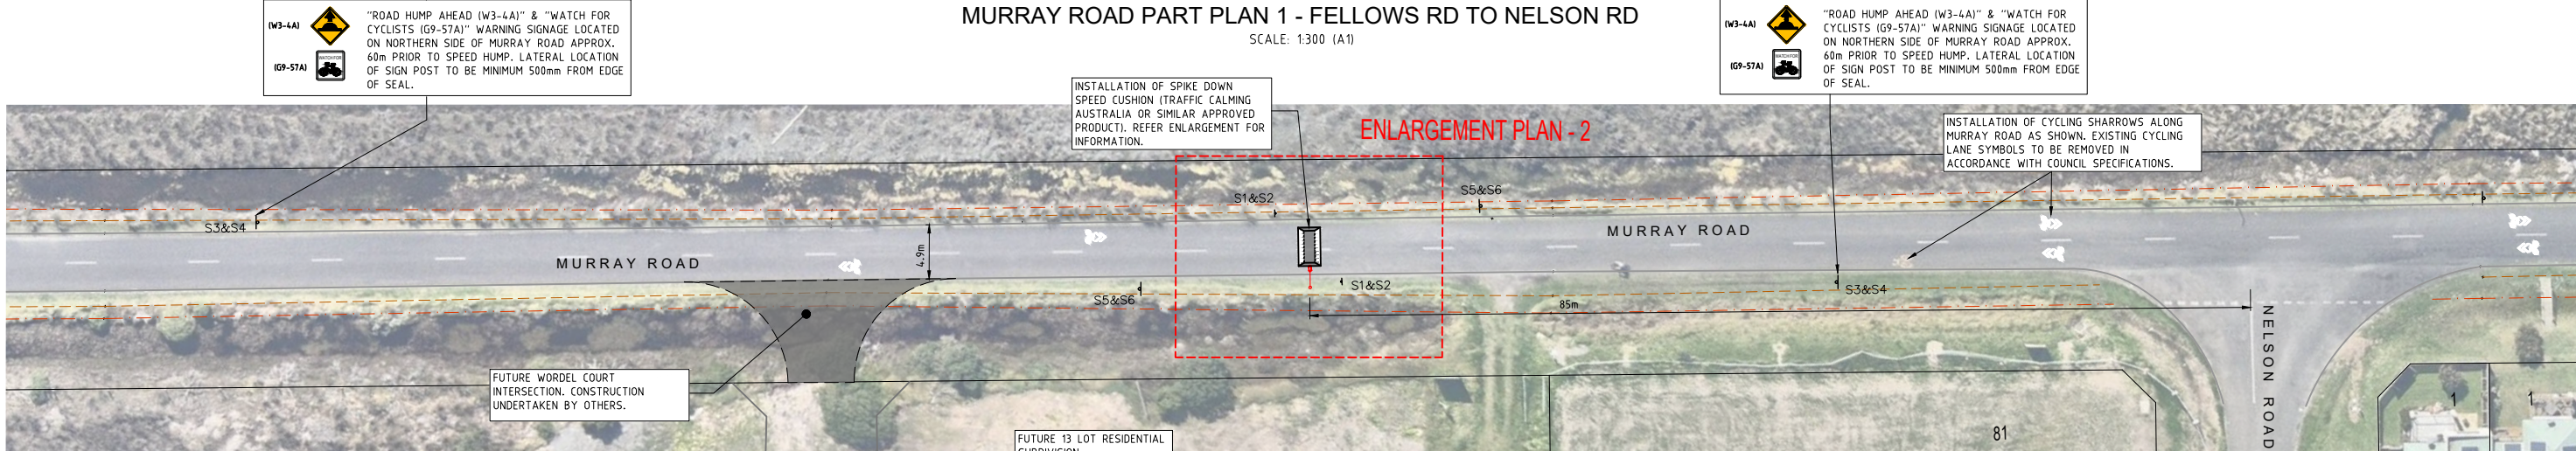 MURRAY ROAD PART PLAN 1 - FELLOWS RD TO NELSON RD
SCALE: 1:300 (A1)
(W3-4A)
(G9-57A)
"ROAD HUMP AHEAD (W3-4A)" & "WATCH FOR
CYCLISTS (G9-57A)" WARNING SIGNAGE LOCATED
ON NORTHERN SIDE OF MURRAY ROAD APPROX.
60m PRIOR TO SPEED HUMP. LATERAL LOCATION
OF SIGN POST TO BE MINIMUM 500mm FROM EDGE
OF SEAL.
INSTALLATION OF SPIKE DOWN
SPEED CUSHION (TRAFFIC CALMING
AUSTRALIA OR SIMILAR APPROVED
PRODUCT). REFER ENLARGEMENT FOR
INFORMATION.
ENLARGEMENT PLAN - 2
(W3-4A)
(G9-57A)
"ROAD HUMP AHEAD (W3-4A)" & "WATCH FOR
CYCLISTS (G9-57A)" WARNING SIGNAGE LOCATED
ON NORTHERN SIDE OF MURRAY ROAD APPROX.
60m PRIOR TO SPEED HUMP. LATERAL LOCATION
OF SIGN POST TO BE MINIMUM 500mm FROM EDGE
OF SEAL.
INSTALLATION OF CYCLING SHARROWS ALONG
MURRAY ROAD AS SHOWN. EXISTING CYCLING
LANE SYMBOLS TO BE REMOVED IN
ACCORDANCE WITH COUNCIL SPECIFICATIONS.
S3&S4
S1&S2
S5&S6
MURRAY ROAD
4.9m
MURRAY ROAD
S5&S6
S1&S2
S3&S4
85m
NELSON ROAD
FUTURE WORDEL COURT
INTERSECTION. CONSTRUCTION
UNDERTAKEN BY OTHERS.
FUTURE 13 LOT RESIDENTIAL
SUBDIVISION
81
1
1